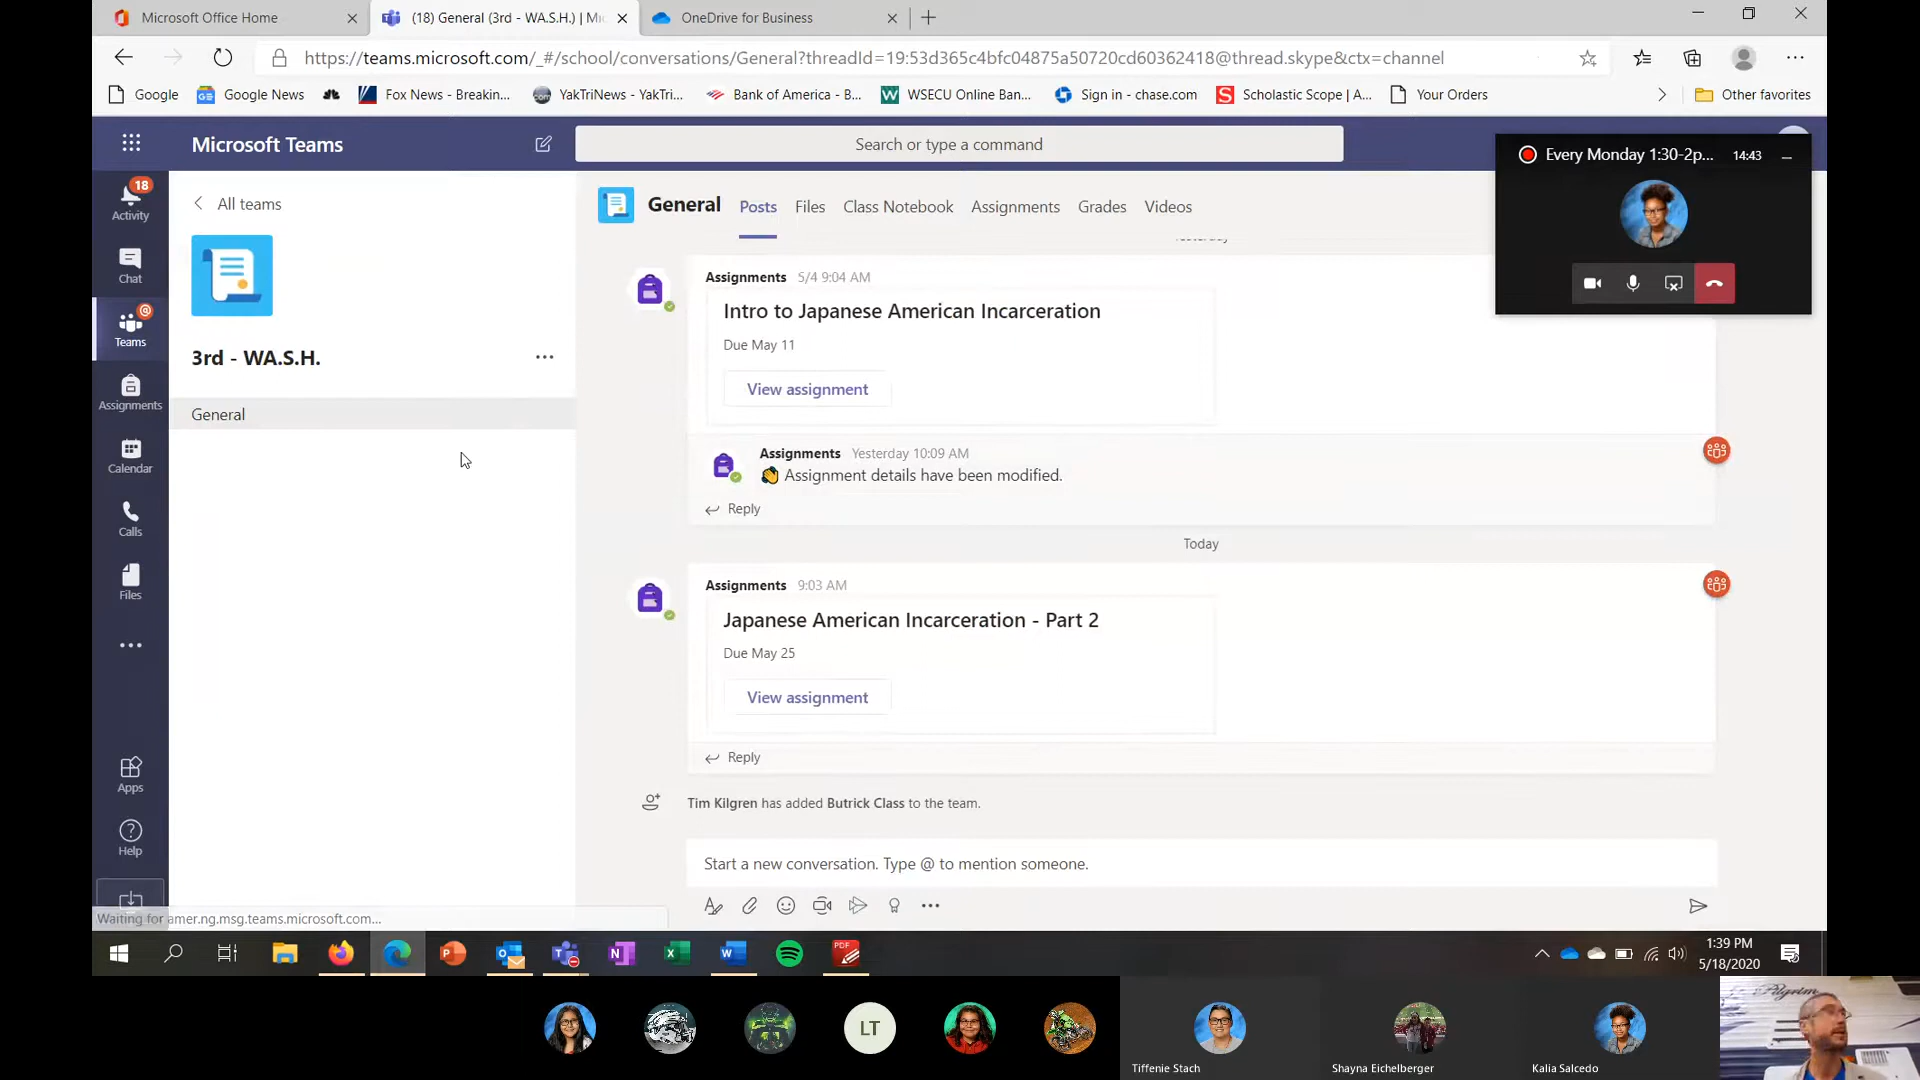 Microsoft Office Home
(18) General (3rd - WA.S.H.) | Mi
OneDrive for Business
https://teams.microsoft.com/_#/school/conversations/General?threadId=19:53d365c4bfc04875a50720cd60362418@thread.skype&ctx=channel
Google
Google News
Fox News - Breakin...
YakTriNews - YakTri...
Bank of America - B...
WSECU Online Ban...
Sign in - chase.com
Scholastic Scope | A...
Your Orders
Other favorites
Microsoft Teams
Search or type a command
Every Monday 1:30-2p...
14:43
18
Activity
Chat
Teams
Assignments
Calendar
Calls
Files
Apps
Help
All teams
3rd - WA.S.H.
General
General
Posts
Files
Class Notebook
Assignments
Grades
Videos
Yesterday
Assignments 5/4 9:04 AM
Intro to Japanese American Incarceration
Due May 11
View assignment
Assignments Yesterday 10:09 AM
Assignment details have been modified.
Reply
Today
Assignments 9:03 AM
Japanese American Incarceration - Part 2
Due May 25
View assignment
Reply
Tim Kilgren has added Butrick Class to the team.
Start a new conversation. Type @ to mention someone.
Waiting for amer.ng.msg.teams.microsoft.com...
PDF
1:39 PM
5/18/2020
LT
Tiffenie Stach
Shayna Eichelberger
Kalia Salcedo
Pilgrim